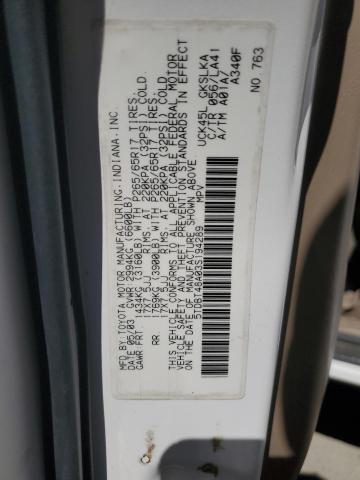 MFD.BY:TOYOTA MOTOR MANUFACTURING,INDIANA,INC.
DATE: 05/03 GVWR 2994KG( 6600LB)
GAWR:FRT. 1434KG (3160LB) WITH P265/65R17 TIRES,
17X7.5JJ RIMS, AT 220KPA (32PSI) COLD.
RR. 1769KG (3900LB) WITH P265/65R17 TIRES,
17X7.5JJ RIMS, AT 220KPA (32PSI) COLD.
THIS VEHICLE CONFORMS TO ALL APPLICABLE FEDERAL MOTOR
VEHICLE SAFETY AND THEFT PREVENTION STANDARDS IN EFFECT
ON THE DATE OF MANUFACTURE SHOWN ABOVE.
5TDBT48A03S194289 MPV
UCK45L GKSLKA
C/TR 056/LA41
A/TM A01A/
A340F
NO.763